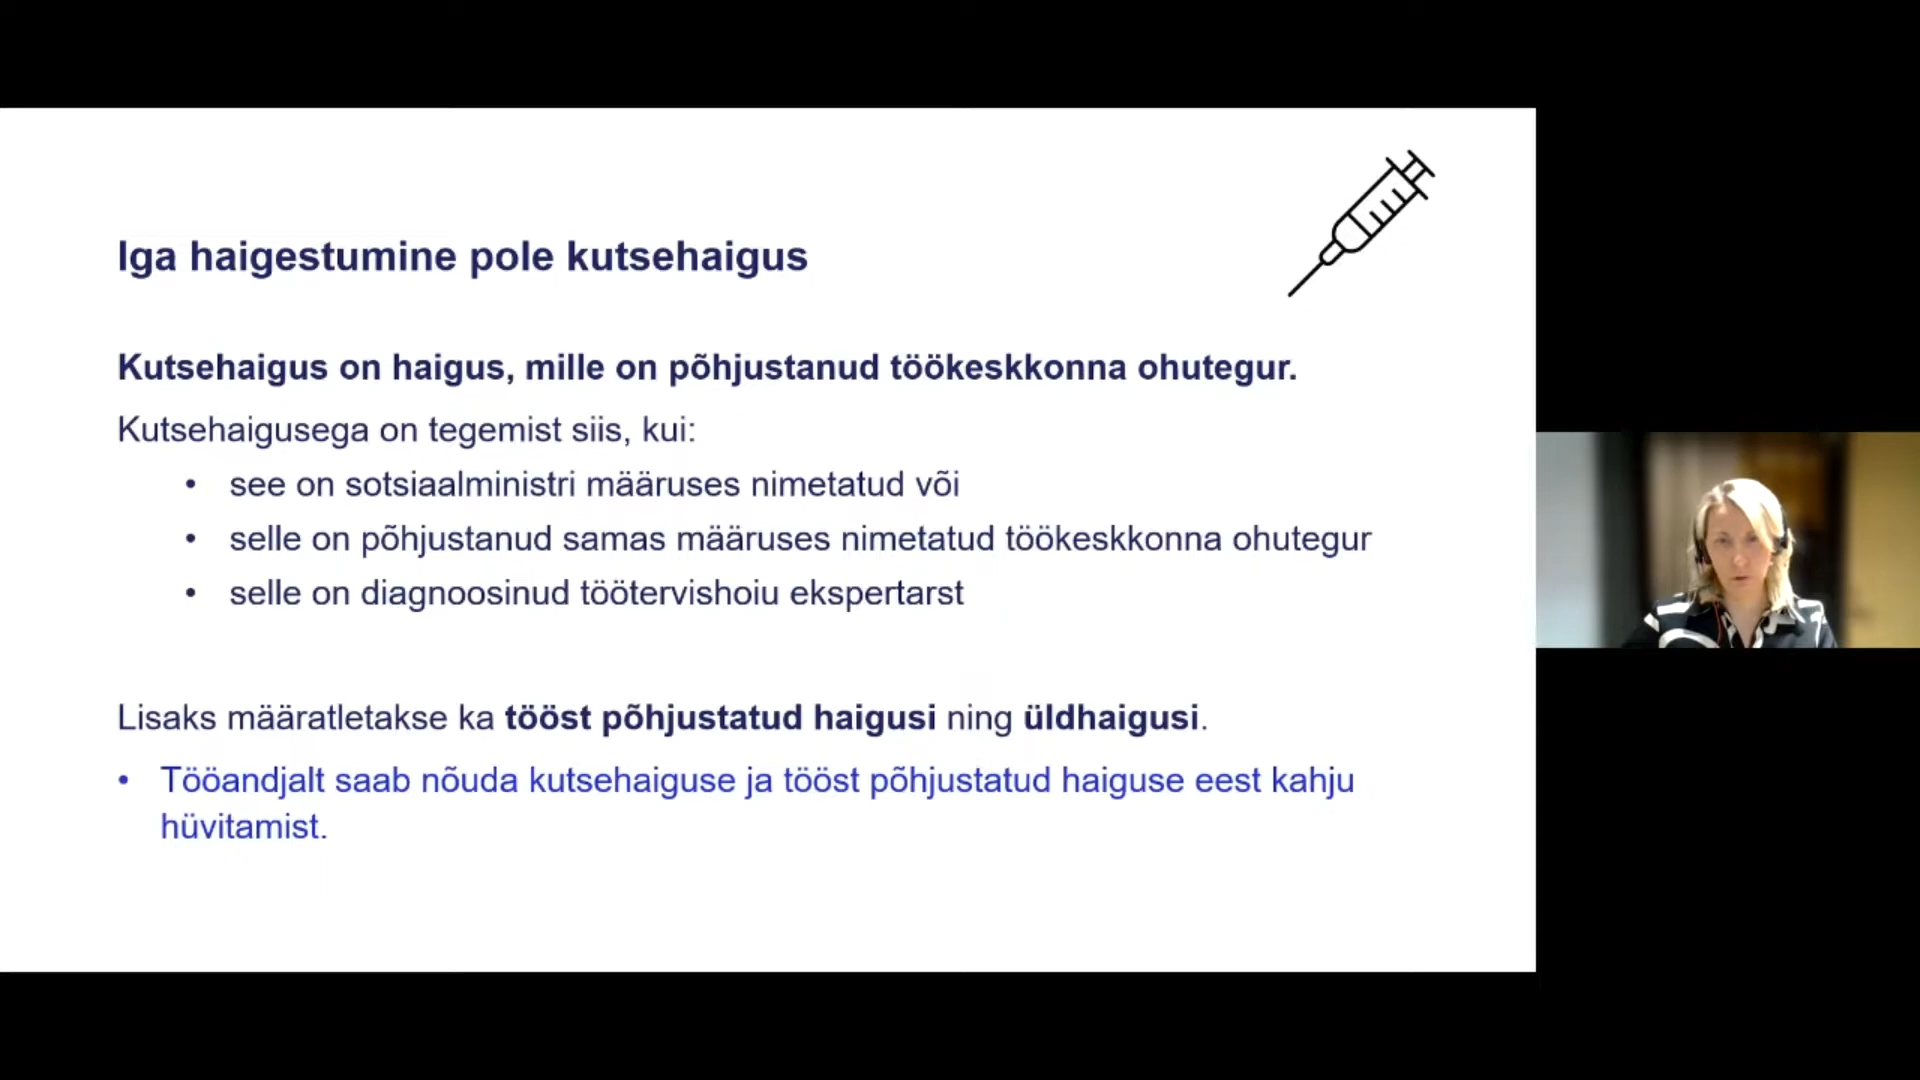 Iga haigestumine pole kutsehaigus
Kutsehaigus on haigus, mille on põhjustanud töökeskkonna ohutegur.
Kutsehaigusega on tegemist siis, kui:
• see on sotsiaalministri määruses nimetatud või
• selle on põhjustanud samas määruses nimetatud töökeskkonna ohutegur
• selle on diagnoosinud töötervishoiu ekspertarst
Lisaks määratletakse ka tööst põhjustatud haigusi ning üldhaigusi.
• Tööandjalt saab nõuda kutsehaiguse ja tööst põhjustatud haiguse eest kahju
hüvitamist.